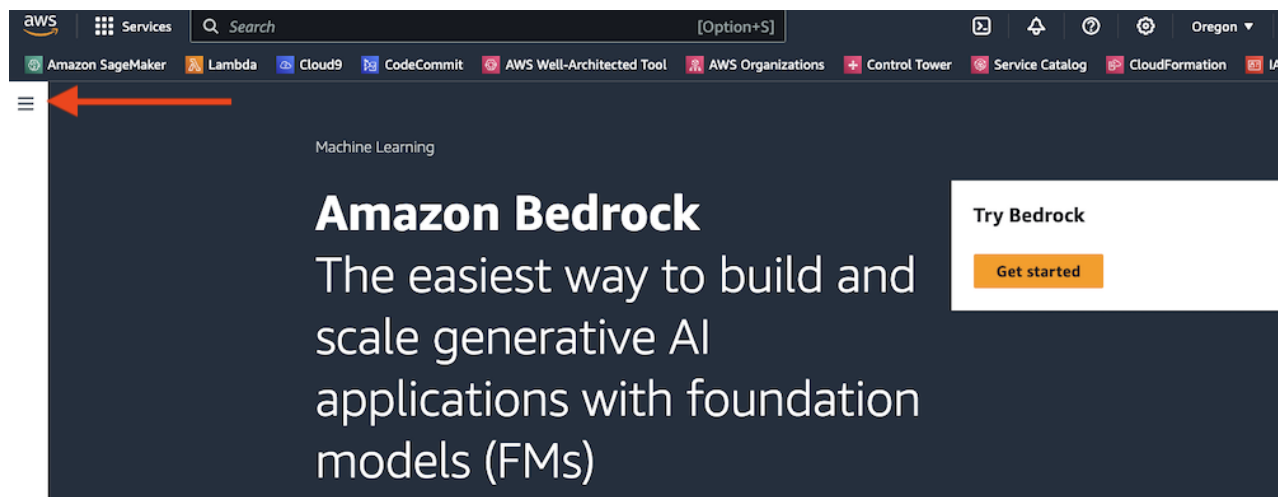 aws Services Search [Option+S] Oregon
Amazon SageMaker Lambda Cloud9 CodeCommit AWS Well-Architected Tool AWS Organizations Control Tower Service Catalog CloudFormation
Machine Learning
Amazon Bedrock
The easiest way to build and
scale generative AI
applications with foundation
models (FMs)
Try Bedrock
Get started